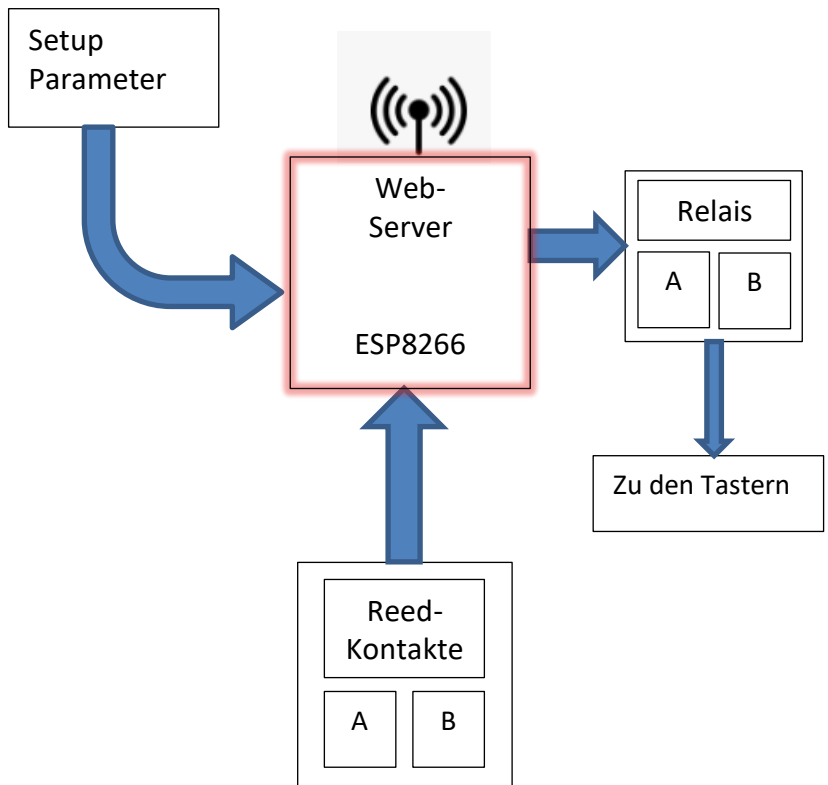 Setup
Parameter
Web-
Server
ESP8266
Relais
A
B
Zu den Tastern
Reed-
Kontakte
A
B